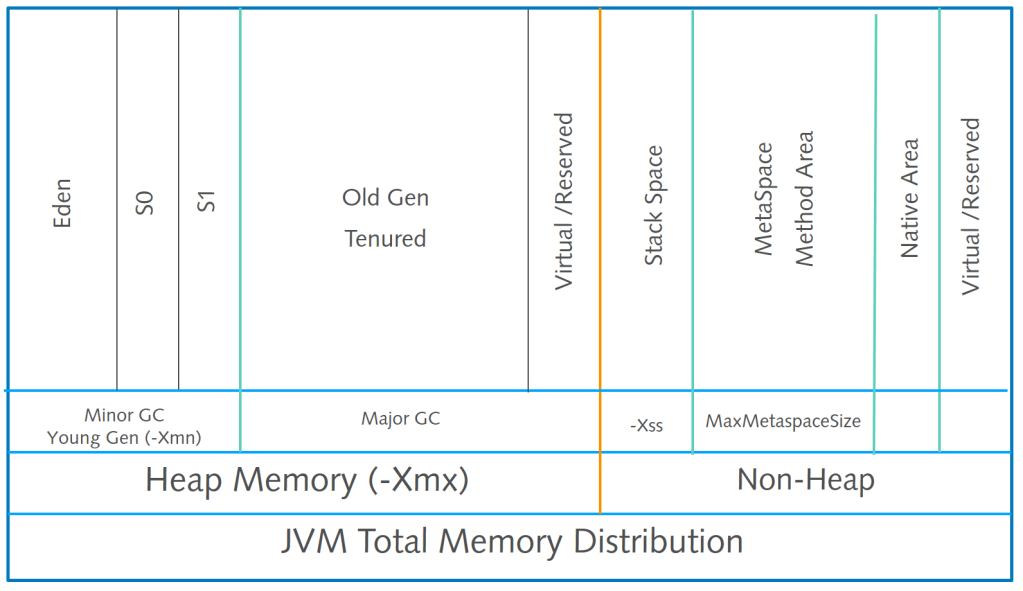 Eden
S0
S1
Old Gen
Tenured
Virtual /Reserved
Stack Space
MetaSpace
Method Area
Native Area
Virtual /Reserved
Minor GC
Young Gen (-Xmn)
Major GC
-Xss
MaxMetaspaceSize
Heap Memory (-Xmx)
Non-Heap
JVM Total Memory Distribution